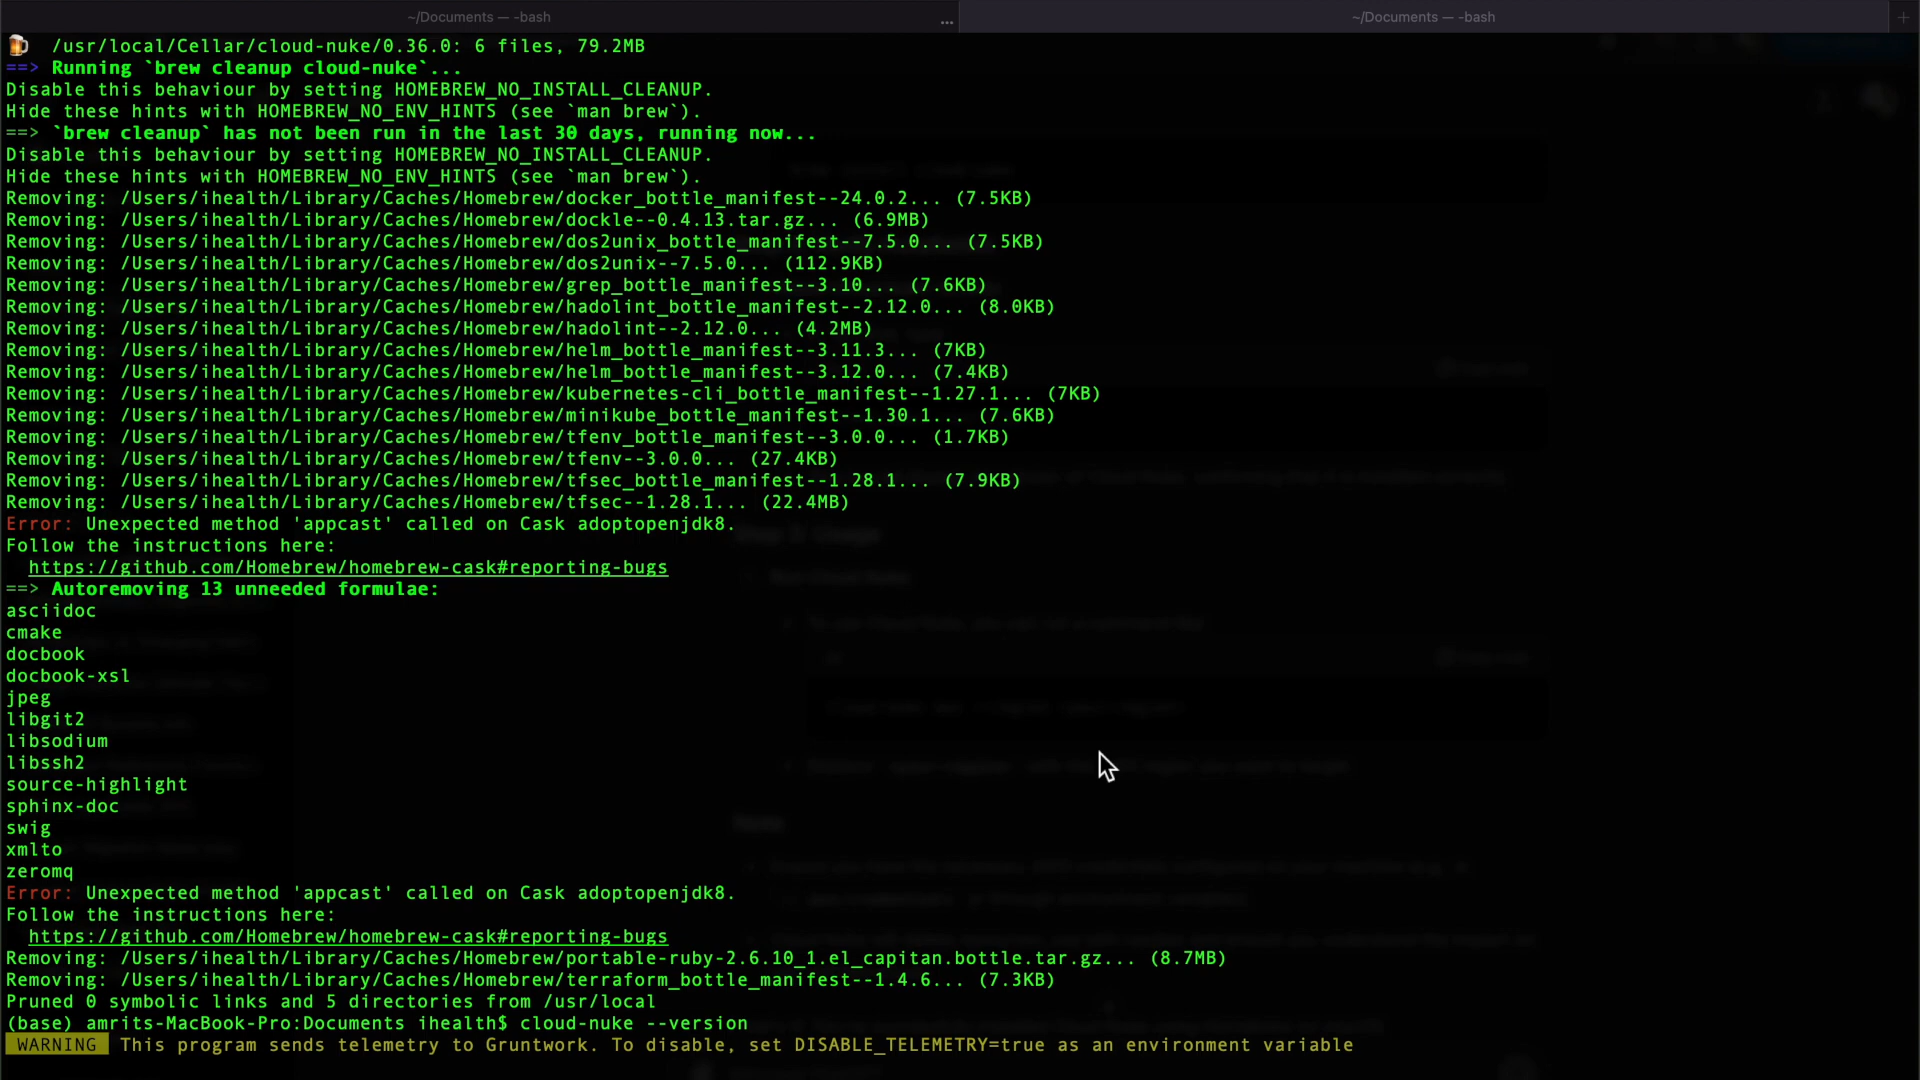 ~/Documents — -bash
...
~/Documents — -bash
+
🍺 /usr/local/Cellar/cloud-nuke/0.36.0: 6 files, 79.2MB
==> Running `brew cleanup cloud-nuke`...
Disable this behaviour by setting HOMEBREW_NO_INSTALL_CLEANUP.
Hide these hints with HOMEBREW_NO_ENV_HINTS (see `man brew`).
==> `brew cleanup` has not been run in the last 30 days, running now...
Disable this behaviour by setting HOMEBREW_NO_INSTALL_CLEANUP.
Hide these hints with HOMEBREW_NO_ENV_HINTS (see `man brew`).
Removing: /Users/ihealth/Library/Caches/Homebrew/docker_bottle_manifest--24.0.2... (7.5KB)
Removing: /Users/ihealth/Library/Caches/Homebrew/dockle--0.4.13.tar.gz... (6.9MB)
Removing: /Users/ihealth/Library/Caches/Homebrew/dos2unix_bottle_manifest--7.5.0... (7.5KB)
Removing: /Users/ihealth/Library/Caches/Homebrew/dos2unix--7.5.0... (112.9KB)
Removing: /Users/ihealth/Library/Caches/Homebrew/grep_bottle_manifest--3.10... (7.6KB)
Removing: /Users/ihealth/Library/Caches/Homebrew/hadolint_bottle_manifest--2.12.0... (8.0KB)
Removing: /Users/ihealth/Library/Caches/Homebrew/hadolint--2.12.0... (4.2MB)
Removing: /Users/ihealth/Library/Caches/Homebrew/helm_bottle_manifest--3.11.3... (7KB)
Removing: /Users/ihealth/Library/Caches/Homebrew/helm_bottle_manifest--3.12.0... (7.4KB)
Removing: /Users/ihealth/Library/Caches/Homebrew/kubernetes-cli_bottle_manifest--1.27.1... (7KB)
Removing: /Users/ihealth/Library/Caches/Homebrew/minikube_bottle_manifest--1.30.1... (7.6KB)
Removing: /Users/ihealth/Library/Caches/Homebrew/tfenv_bottle_manifest--3.0.0... (1.7KB)
Removing: /Users/ihealth/Library/Caches/Homebrew/tfenv--3.0.0... (27.4KB)
Removing: /Users/ihealth/Library/Caches/Homebrew/tfsec_bottle_manifest--1.28.1... (7.9KB)
Removing: /Users/ihealth/Library/Caches/Homebrew/tfsec--1.28.1... (22.4MB)
Error: Unexpected method 'appcast' called on Cask adoptopenjdk8.
Follow the instructions here:
https://github.com/Homebrew/homebrew-cask#reporting-bugs
==> Autoremoving 13 unneeded formulae:
asciidoc
cmake
docbook
docbook-xsl
jpeg
libgit2
libsodium
libssh2
source-highlight
sphinx-doc
swig
xmlto
zeromq
Error: Unexpected method 'appcast' called on Cask adoptopenjdk8.
Follow the instructions here:
https://github.com/Homebrew/homebrew-cask#reporting-bugs
Removing: /Users/ihealth/Library/Caches/Homebrew/portable-ruby-2.6.10_1.el_capitan.bottle.tar.gz... (8.7MB)
Removing: /Users/ihealth/Library/Caches/Homebrew/terraform_bottle_manifest--1.4.6... (7.3KB)
Pruned 0 symbolic links and 5 directories from /usr/local
(base) amrits-MacBook-Pro:Documents ihealth$ cloud-nuke --version
WARNING This program sends telemetry to Gruntwork. To disable, set DISABLE_TELEMETRY=true as an environment variable